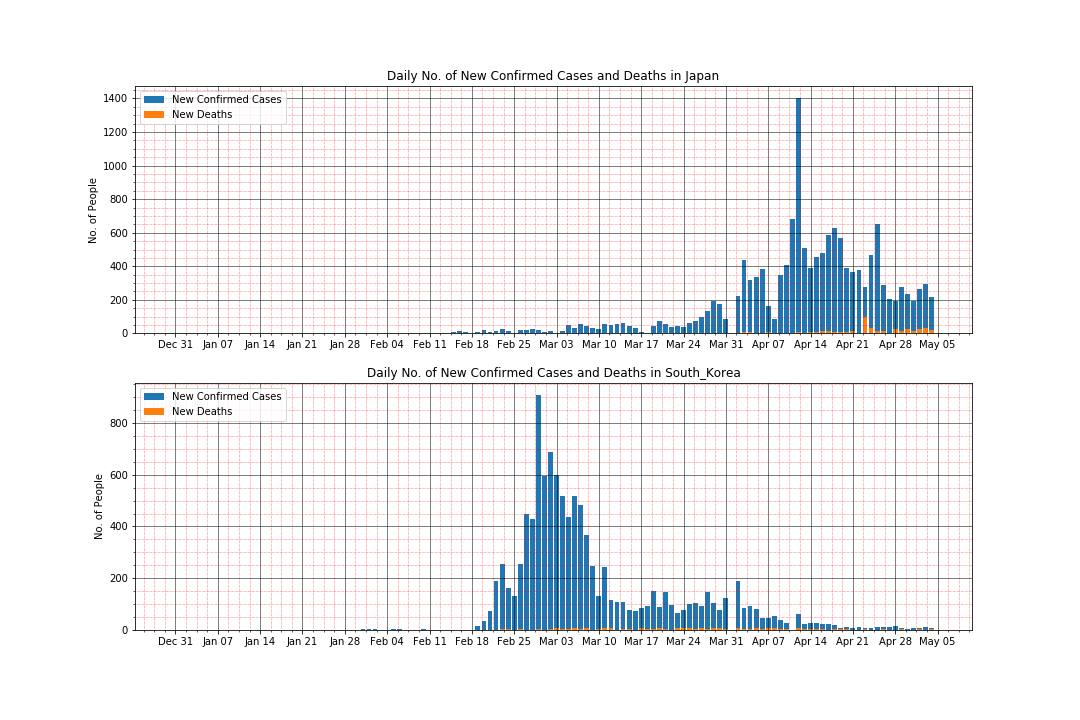 Daily No. of New Confirmed Cases and Deaths in Japan
New Confirmed Cases
New Deaths
No. of People
1400
1200
1000
800
600
400
200
0
Dec 31 Jan 07 Jan 14 Jan 21 Jan 28 Feb 04 Feb 11 Feb 18 Feb 25 Mar 03 Mar 10 Mar 17 Mar 24 Mar 31 Apr 07 Apr 14 Apr 21 Apr 28 May 05
Daily No. of New Confirmed Cases and Deaths in South_Korea
New Confirmed Cases
New Deaths
No. of People
800
600
400
200
0
Dec 31 Jan 07 Jan 14 Jan 21 Jan 28 Feb 04 Feb 11 Feb 18 Feb 25 Mar 03 Mar 10 Mar 17 Mar 24 Mar 31 Apr 07 Apr 14 Apr 21 Apr 28 May 05